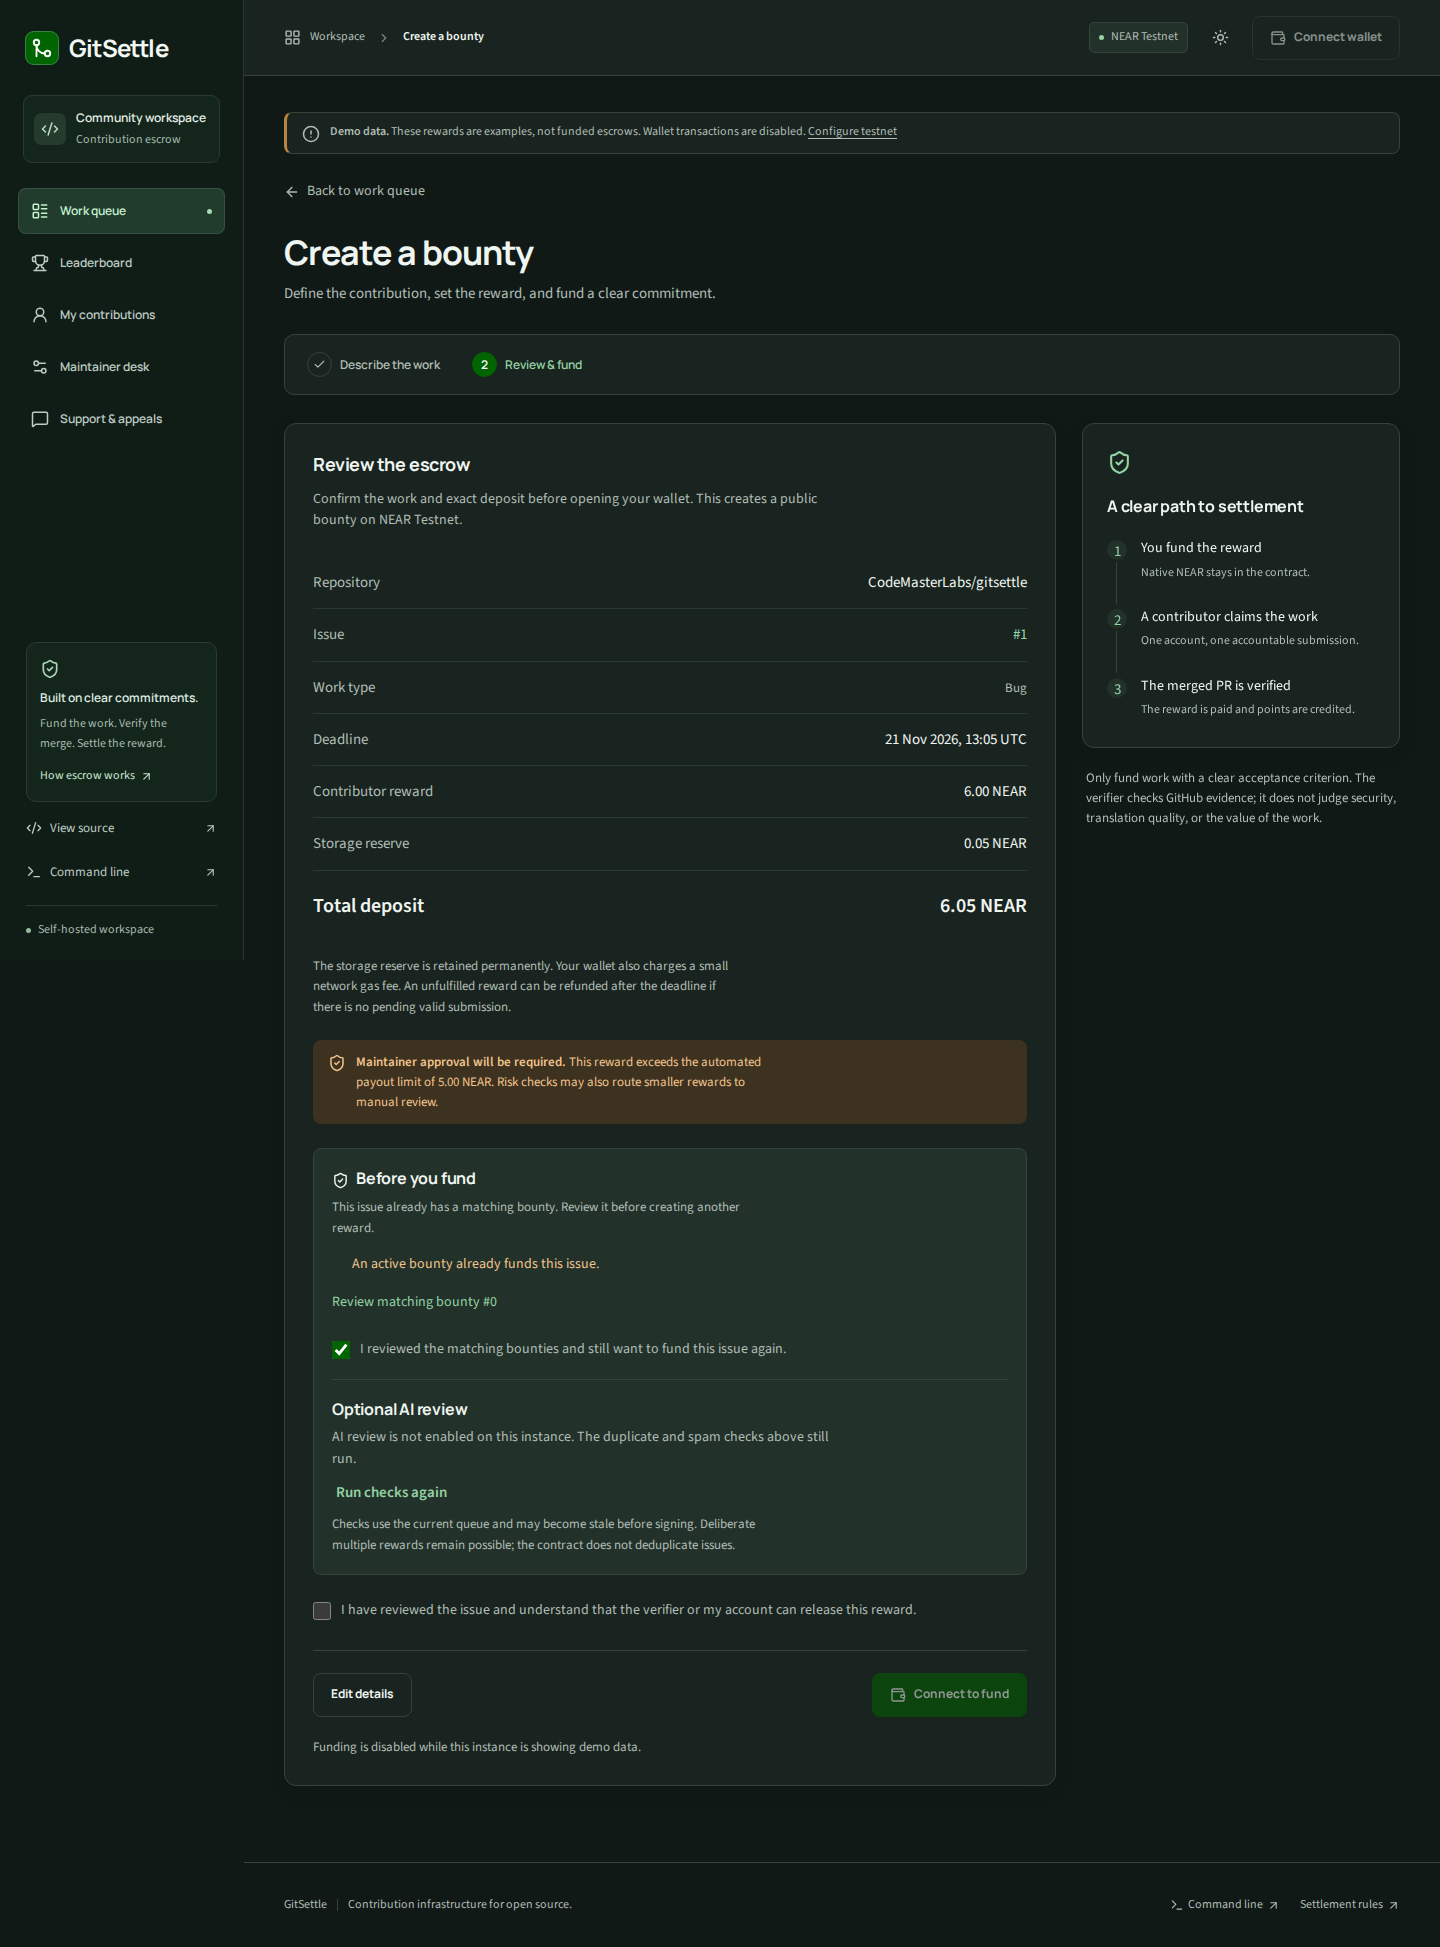 GitSettle
Community workspace
Contribution escrow
Work queue
Leaderboard
My contributions
Maintainer desk
Support & appeals
Built on clear commitments.
Fund the work. Verify the
merge. Settle the reward.
How escrow works
View source
Command line
Self-hosted workspace
Workspace
Create a bounty
NEAR Testnet
Connect wallet
Demo data. These rewards are examples, not funded escrows. Wallet transactions are disabled. Configure testnet
Back to work queue
Create a bounty
Define the contribution, set the reward, and fund a clear commitment.
Describe the work
2 Review & fund
Review the escrow
Confirm the work and exact deposit before opening your wallet. This creates a public
bounty on NEAR Testnet.
Repository CodeMasterLabs/gitsettle
Issue #1
Work type Bug
Deadline 21 Nov 2026, 13:05 UTC
Contributor reward 6.00 NEAR
Storage reserve 0.05 NEAR
Total deposit 6.05 NEAR
The storage reserve is retained permanently. Your wallet also charges a small
network gas fee. An unfulfilled reward can be refunded after the deadline if
there is no pending valid submission.
Maintainer approval will be required. This reward exceeds the automated
payout limit of 5.00 NEAR. Risk checks may also route smaller rewards to
manual review.
Before you fund
This issue already has a matching bounty. Review it before creating another
reward.
An active bounty already funds this issue.
Review matching bounty #0
I reviewed the matching bounties and still want to fund this issue again.
Optional AI review
AI review is not enabled on this instance. The duplicate and spam checks above still
run.
Run checks again
Checks use the current queue and may become stale before signing. Deliberate
multiple rewards remain possible; the contract does not deduplicate issues.
I have reviewed the issue and understand that the verifier or my account can release this reward.
Edit details
Connect to fund
Funding is disabled while this instance is showing demo data.
A clear path to settlement
1 You fund the reward
Native NEAR stays in the contract.
2 A contributor claims the work
One account, one accountable submission.
3 The merged PR is verified
The reward is paid and points are credited.
Only fund work with a clear acceptance criterion. The
verifier checks GitHub evidence; it does not judge security,
translation quality, or the value of the work.
GitSettle Contribution infrastructure for open source.
Command line
Settlement rules